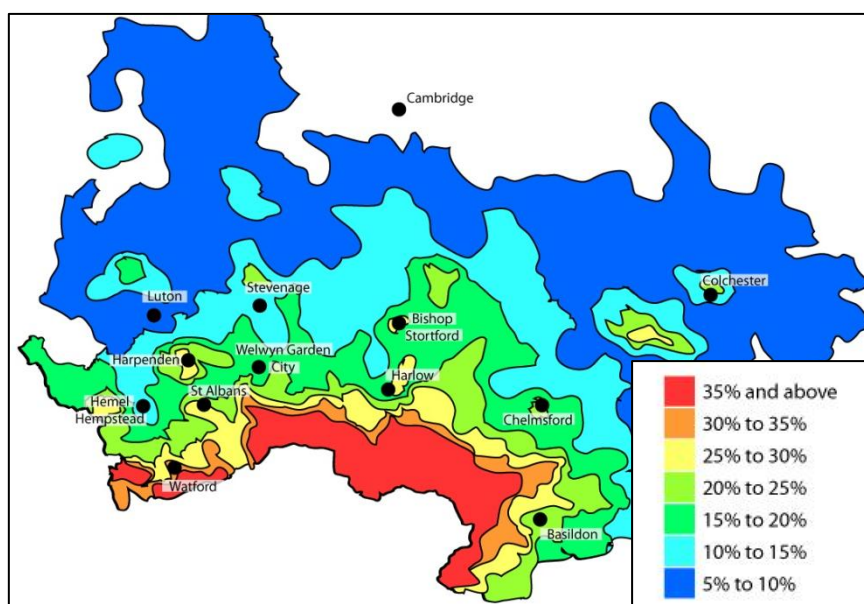 Cambridge
Colchester
Luton
Stevenage
Bishop
Stortford
Harpenden
Welwyn Garden
City
Harlow
Hemel
Hempstead
St Albans
Chelmsford
Watford
Basildon
35% and above
30% to 35%
25% to 30%
20% to 25%
15% to 20%
10% to 15%
5% to 10%